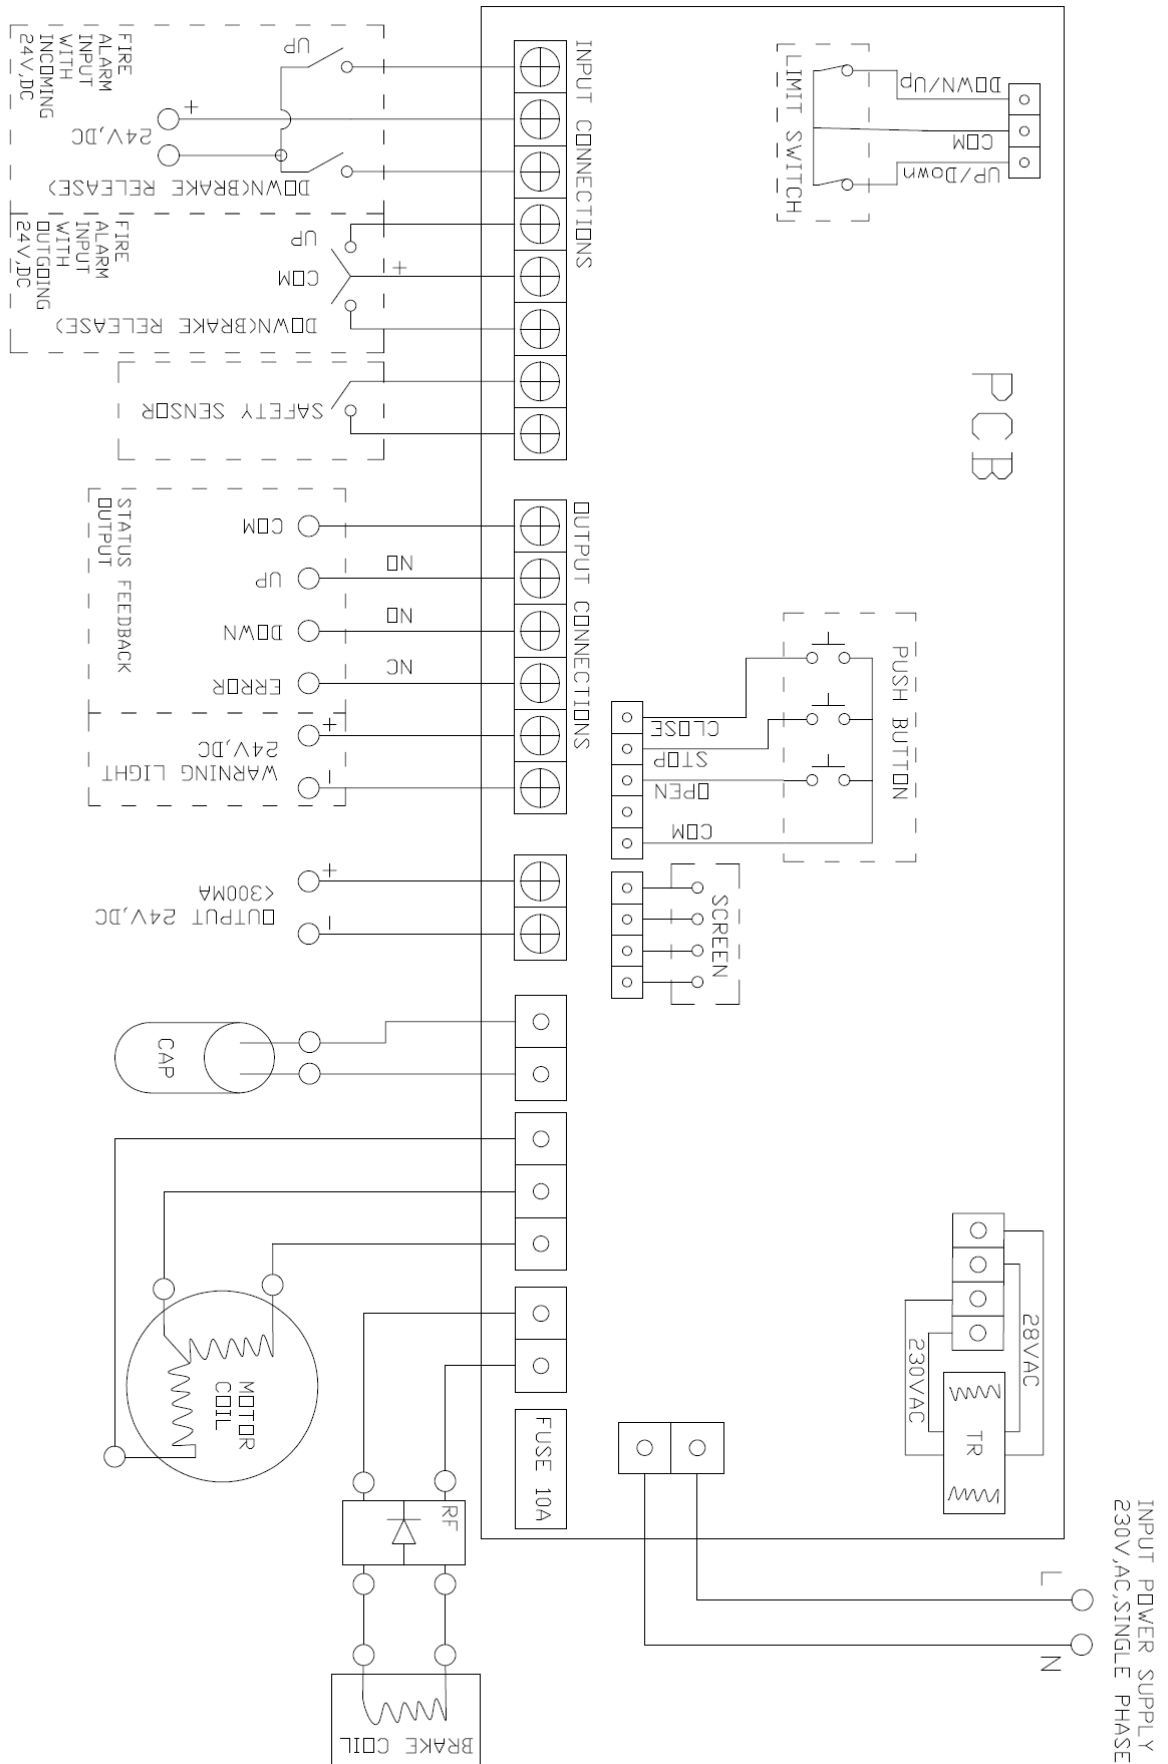 FIRE
ALARM
INPUT
WITH
INCOMING
24V,DC
UP
+
24V,DC
DOWN(BRAKE RELEASE)
FIRE
ALARM
INPUT
WITH
OUTGOING
24V,DC
UP
COM
+
DOWN(BRAKE RELEASE)
SAFETY SENSOR
INPUT CONNECTIONS
LIMIT SWITCH
DOWN/Up
COM
UP/Down
PCB
STATUS FEEDBACK
OUTPUT
COM
UP
NO
DOWN
NO
ERROR
NC
+
24V,DC
WARNING LIGHT
-
OUTPUT CONNECTIONS
PUSH BUTTON
CLOSE
STOP
OPEN
COM
SCREEN
+
<300MA
OUTPUT 24V,DC
-
CAP
MOTOR
COIL
FUSE 10A
28VAC
230VAC
TR
RF
BRAKE COIL
L
N
INPUT POWER SUPPLY
230V,AC,SINGLE PHASE